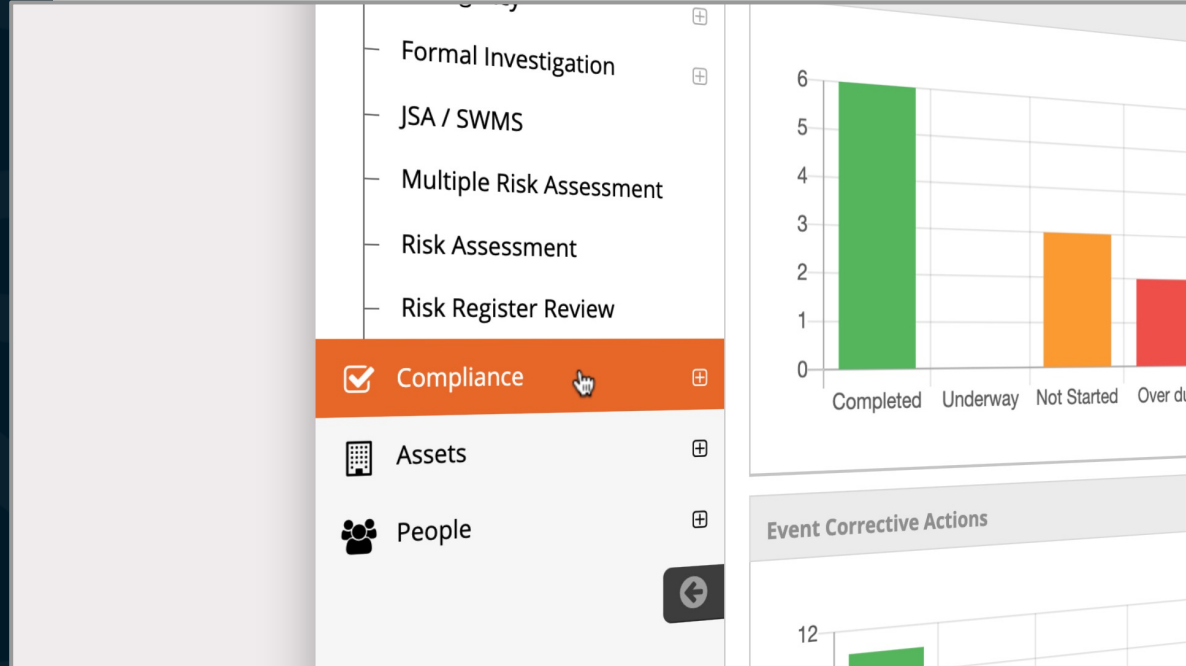 Formal Investigation
JSA / SWMS
Multiple Risk Assessment
Risk Assessment
Risk Register Review
Compliance
Assets
People
6
5
4
3
2
1
0
Completed Underway Not Started Over
Event Corrective Actions
12